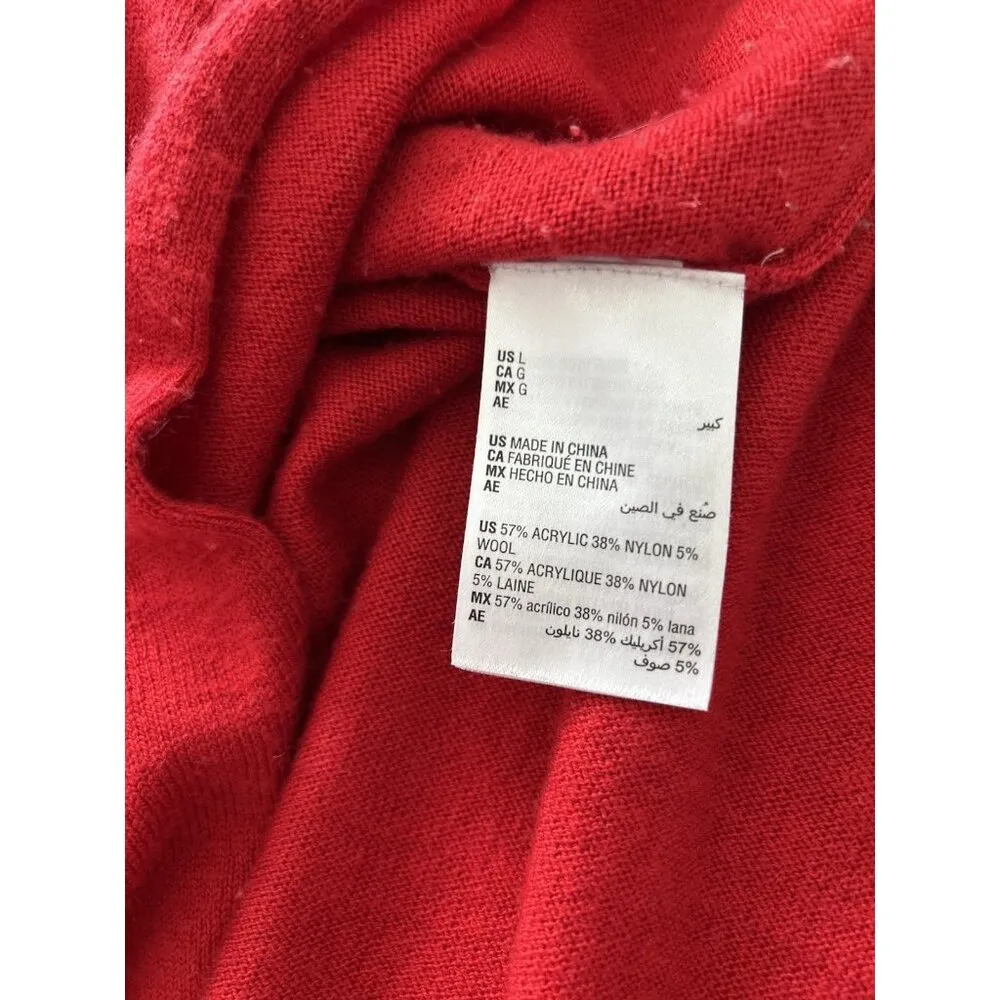 US L
CA G
MX G
AE
كبير
US MADE IN CHINA
CA FABRIQUÉ EN CHINE
MX HECHO EN CHINA
AE
صُنع في الصين
US 57% ACRYLIC 38% NYLON 5%
WOOL
CA 57% ACRYLIQUE 38% NYLON
5% LAINE
MX 57% acrílico 38% nilón 5% lana
AE
57% أكريليك 38% نايلون
5% صوف